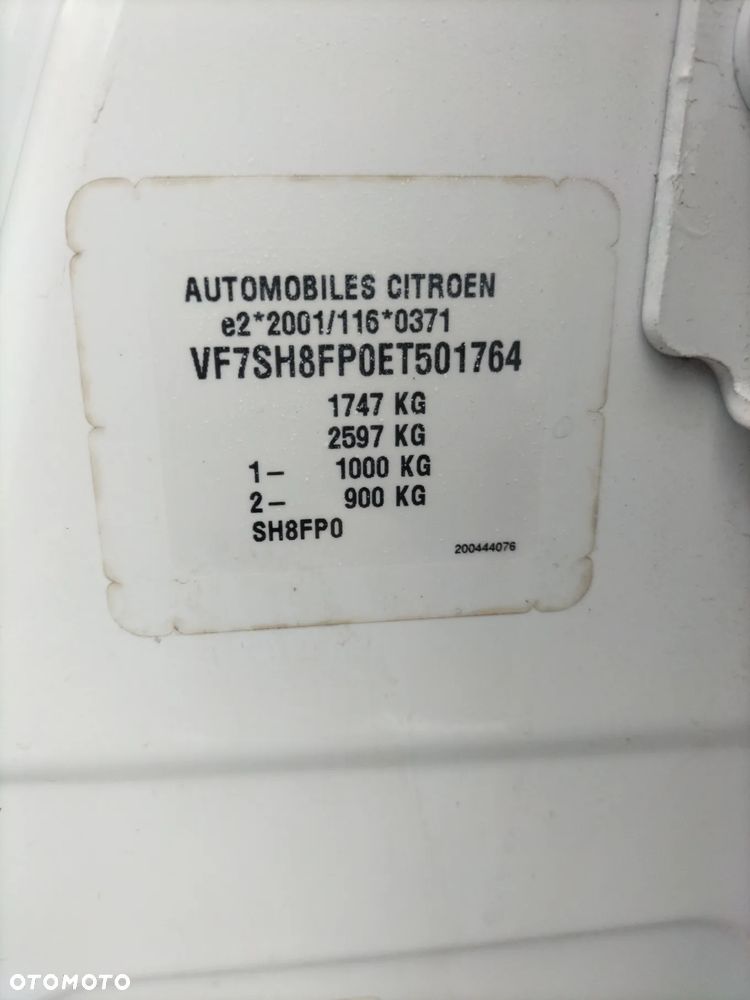 AUTOMOBILES CITROEN
e2*2001/116*0371
VF7SH8FP0ET501764
1747 KG
2597 KG
1- 1000 KG
2- 900 KG
SH8FP0
200444076
OTOMOTO